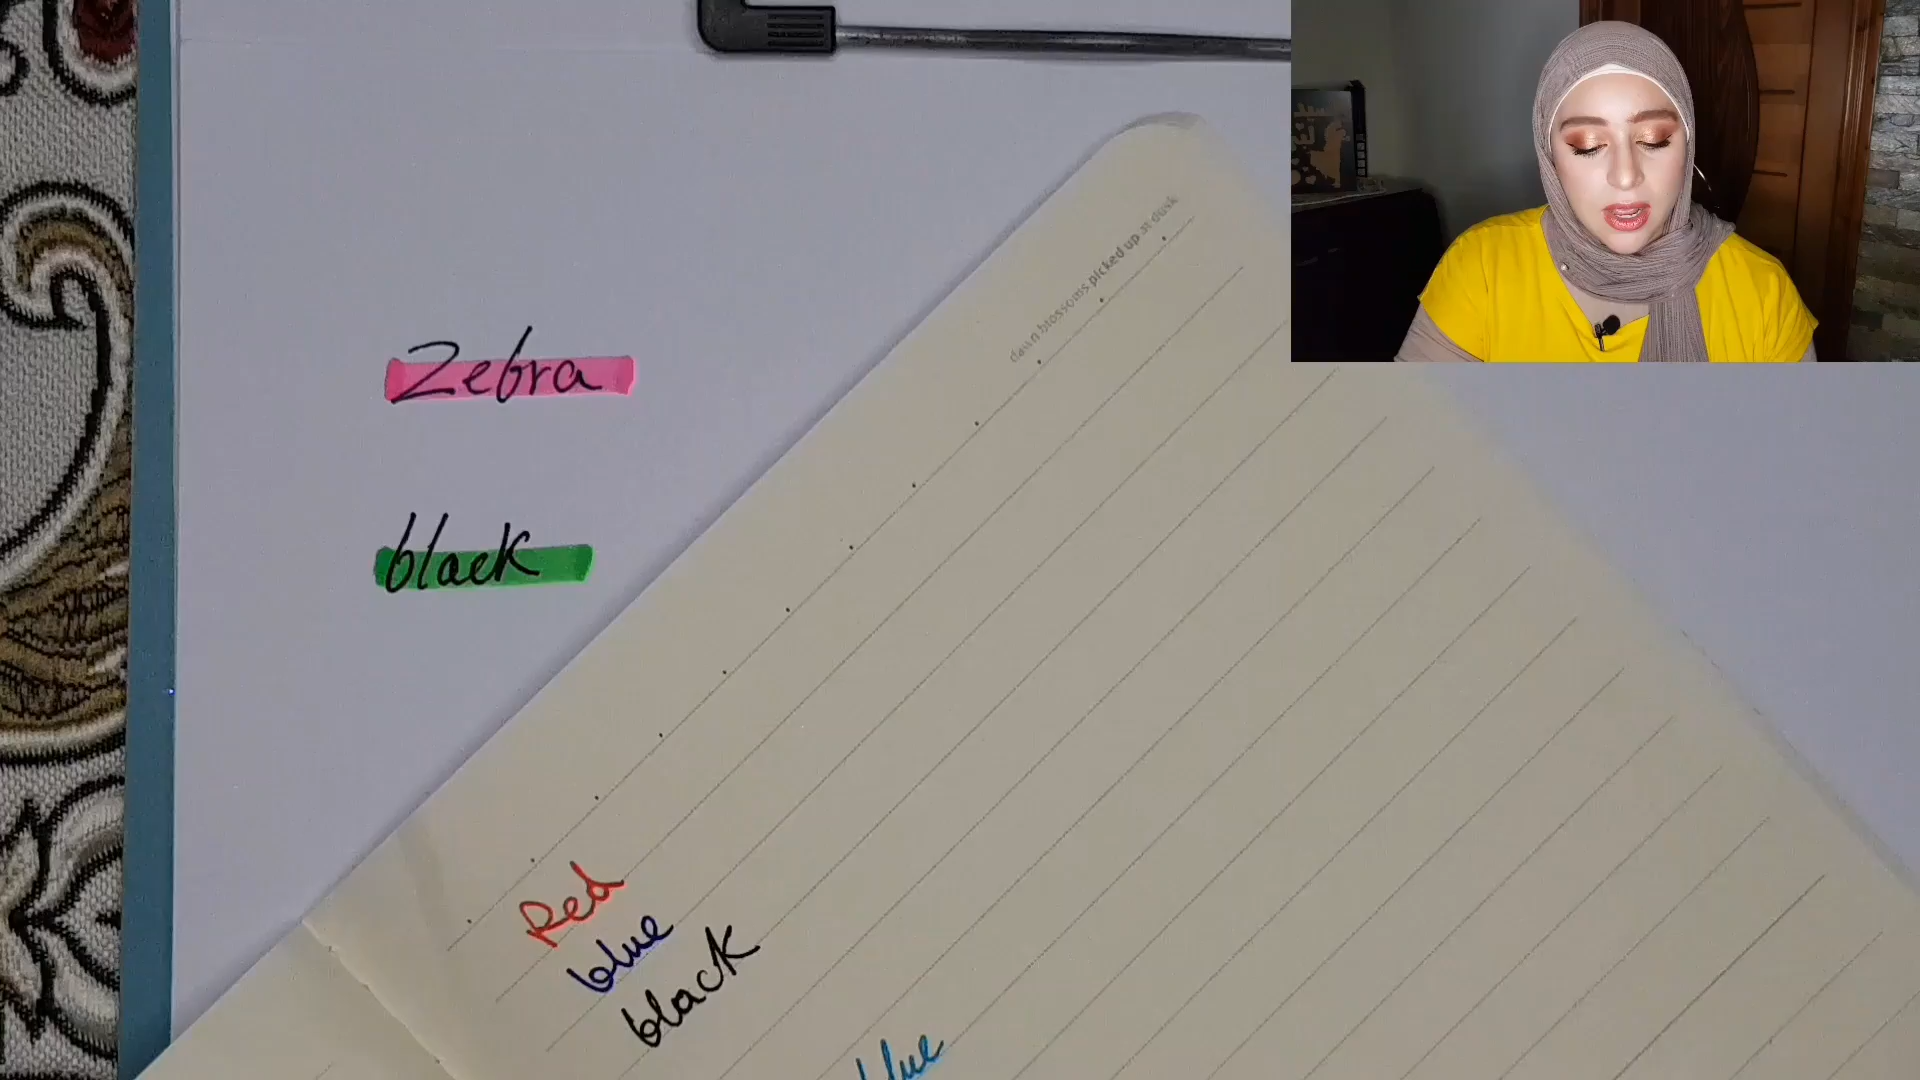 Zebra
black
dawn blossoms picked up at dusk
Red
blue
black
blue